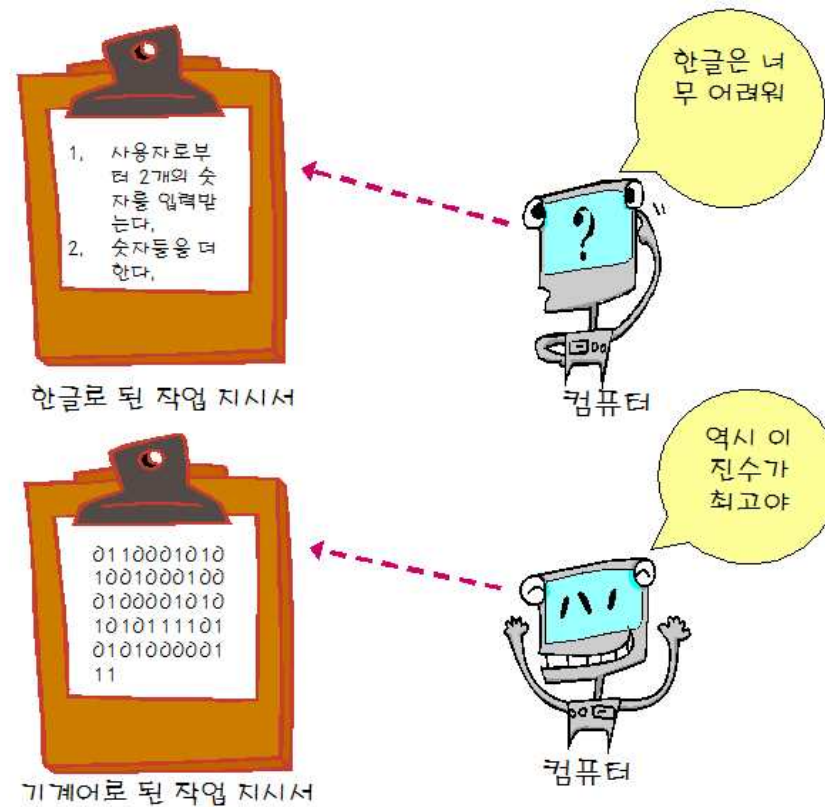 한글은 너
무 어려워
1. 사용자로부
터 2개의 숫
자를 입력받
는다.
2. 숫자들을 더
한다.
한글로 된 작업 지시서
컴퓨터
역시 이
진수가
최고야
0110001010
1001000100
0100001010
1010111101
0101000001
11
기계어로 된 작업 지시서
컴퓨터